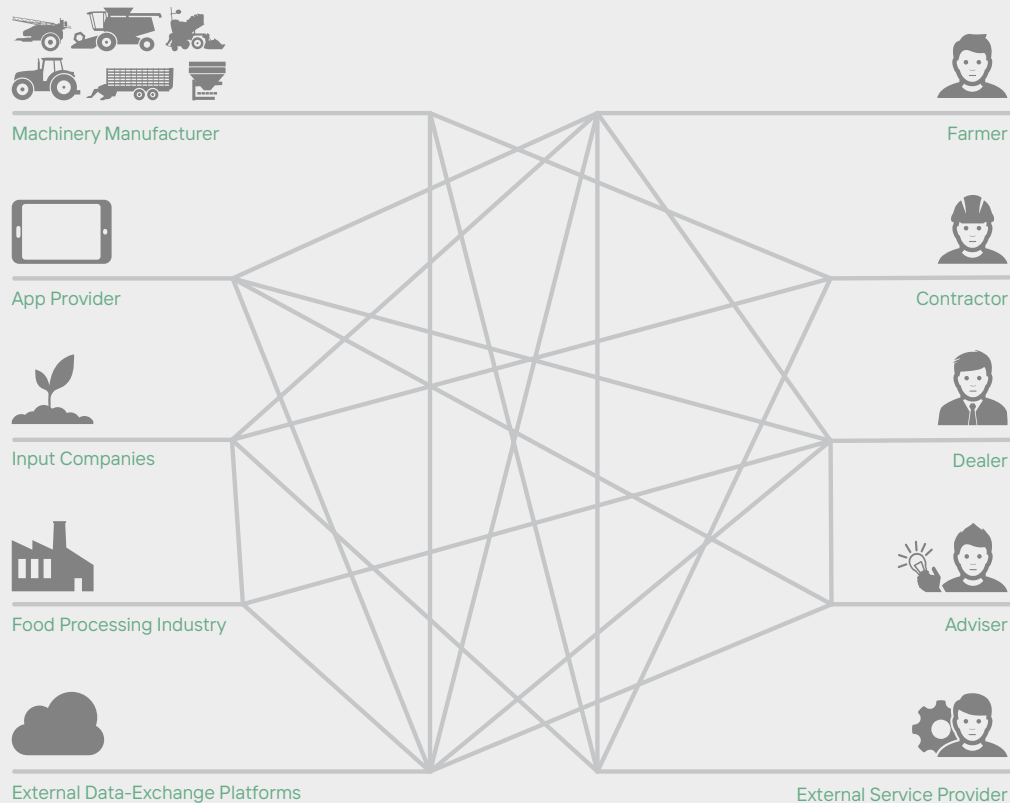 Machinery Manufacturer
Farmer
App Provider
Contractor
Input Companies
Dealer
Food Processing Industry
Adviser
External Data-Exchange Platforms
External Service Provider